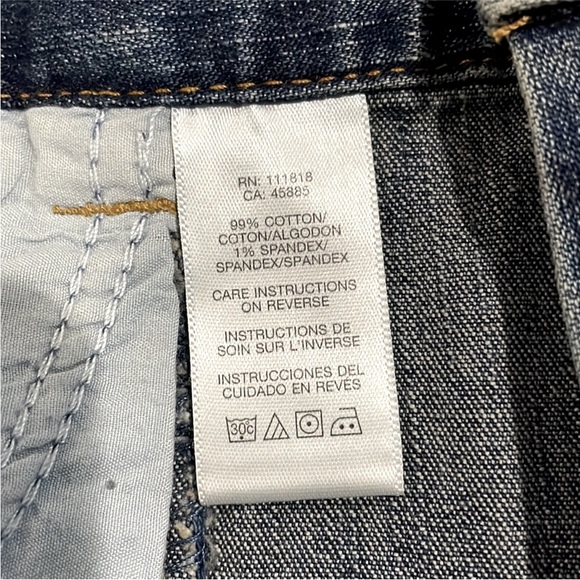 RN: 111818
CA: 45885
99% COTTON/
COTON/ALGODON
1% SPANDEX/
SPANDEX/SPANDEX
CARE INSTRUCTIONS
ON REVERSE
INSTRUCTIONS DE
SOIN SUR L'INVERSE
INSTRUCCIONES DEL
CUIDADO EN REVÉS
30c